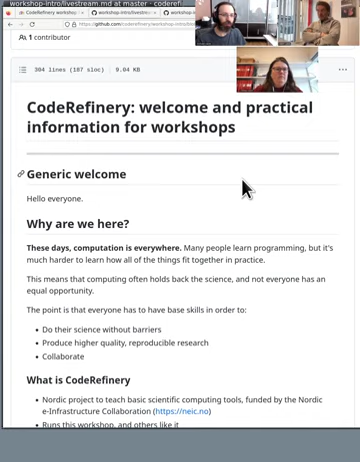 workshop-intro/livestream.md at master · coderefi
CodeRefinery worksho
workshop-intro/livestrea
workshop-in
https://github.com/coderefinery/workshop-intro/blo
1 contributor
304 lines (187 sloc) 9.04 KB
CodeRefinery: welcome and practical
information for workshops
Generic welcome
Hello everyone.
Why are we here?
These days, computation is everywhere. Many people learn programming, but it's
much harder to learn how all of the things fit together in practice.
This means that computing often holds back the science, and not everyone has an
equal opportunity.
The point is that everyone has to have base skills in order to:
Do their science without barriers
Produce higher quality, reproducible research
Collaborate
What is CodeRefinery
Nordic project to teach basic scientific computing tools, funded by the Nordic
e-Infrastructure Collaboration (https://neic.no)
Runs this workshop, and others like it